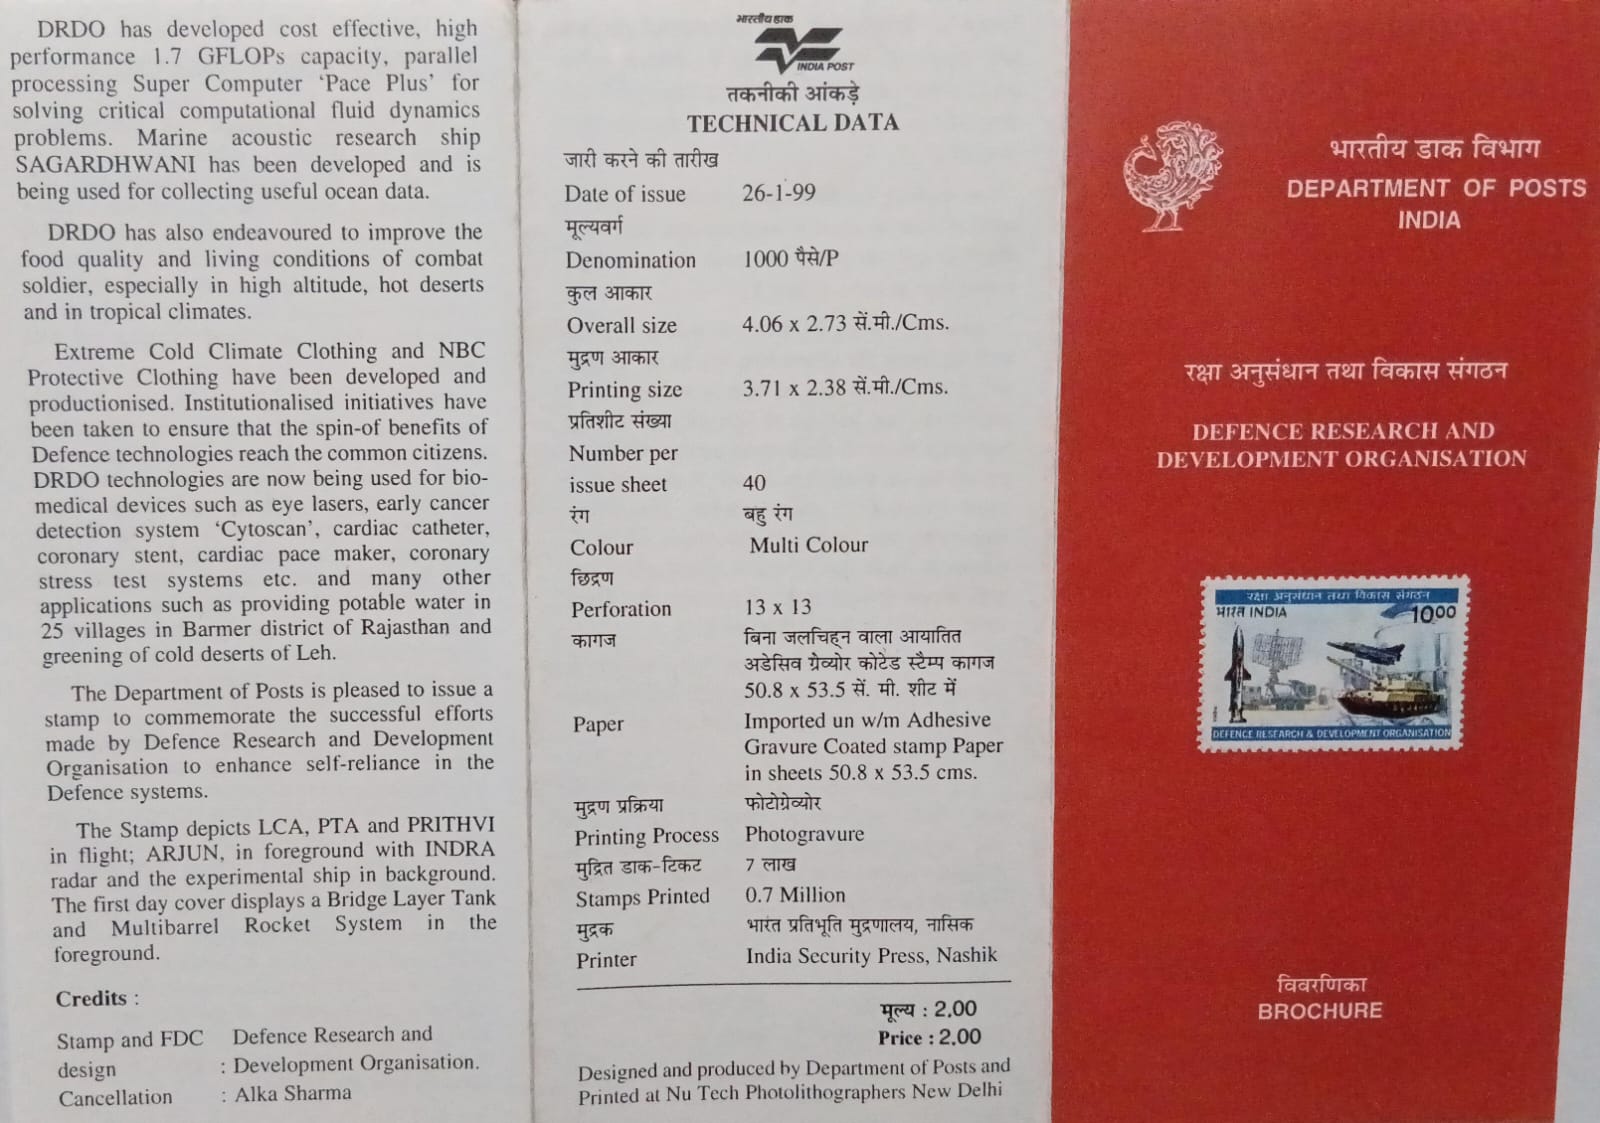 DRDO has developed cost effective, high
performance 1.7 GFLOPs capacity, parallel
processing Super Computer ‘Pace Plus’ for
solving critical computational fluid dynamics
problems. Marine acoustic research ship
SAGARDHWANI has been developed and is
being used for collecting useful ocean data.
DRDO has also endeavoured to improve the
food quality and living conditions of combat
soldier, especially in high altitude, hot deserts
and in tropical climates.
Extreme Cold Climate Clothing and NBC
Protective Clothing have been developed and
productionised. Institutionalised initiatives have
been taken to ensure that the spin-of benefits of
Defence technologies reach the common citizens.
DRDO technologies are now being used for bio-
medical devices such as eye lasers, early cancer
detection system ‘Cytoscan’, cardiac catheter,
coronary stent, cardiac pace maker, coronary
stress test systems etc. and many other
applications such as providing potable water in
25 villages in Barmer district of Rajasthan and
greening of cold deserts of Leh.
The Department of Posts is pleased to issue a
stamp to commemorate the successful efforts
made by Defence Research and Development
Organisation to enhance self-reliance in the
Defence systems.
The Stamp depicts LCA, PTA and PRITHVI
in flight; ARJUN, in foreground with INDRA
radar and the experimental ship in background.
The first day cover displays a Bridge Layer Tank
and Multibarrel Rocket System in the
foreground.
Credits :
Stamp and FDC Defence Research and
design : Development Organisation.
Cancellation : Alka Sharma
भारतीय डाक
INDIA POST
तकनीकी आंकड़े
TECHNICAL DATA
जारी करने की तारीख
Date of issue 26-1-99
मूल्यवर्ग
Denomination 1000 पैसे/P
कुल आकार
Overall size 4.06 x 2.73 सें.मी./Cms.
मुद्रण आकार
Printing size 3.71 x 2.38 सें.मी./Cms.
प्रतिशीट संख्या
Number per
issue sheet 40
रंग बहु रंग
Colour Multi Colour
छिद्रण
Perforation 13 x 13
कागज बिना जलचिह्न वाला आयातित
अडेसिव ग्रेव्योर कोटेड स्टैम्प कागज
50.8 x 53.5 सें. मी. शीट में
Paper Imported un w/m Adhesive
Gravure Coated stamp Paper
in sheets 50.8 x 53.5 cms.
मुद्रण प्रक्रिया फोटोग्रेव्योर
Printing Process Photogravure
मुद्रित डाक-टिकट 7 लाख
Stamps Printed 0.7 Million
मुद्रक भारत प्रतिभूति मुद्रणालय, नासिक
Printer India Security Press, Nashik
मूल्य : 2.00
Price : 2.00
Designed and produced by Department of Posts and
Printed at Nu Tech Photolithographers New Delhi
भारतीय डाक विभाग
DEPARTMENT OF POSTS
INDIA
रक्षा अनुसंधान तथा विकास संगठन
DEFENCE RESEARCH AND
DEVELOPMENT ORGANISATION
रक्षा अनुसंधान तथा विकास संगठन
भारत INDIA 1000
DEFENCE RESEARCH & DEVELOPMENT ORGANISATION
विवरणिका
BROCHURE